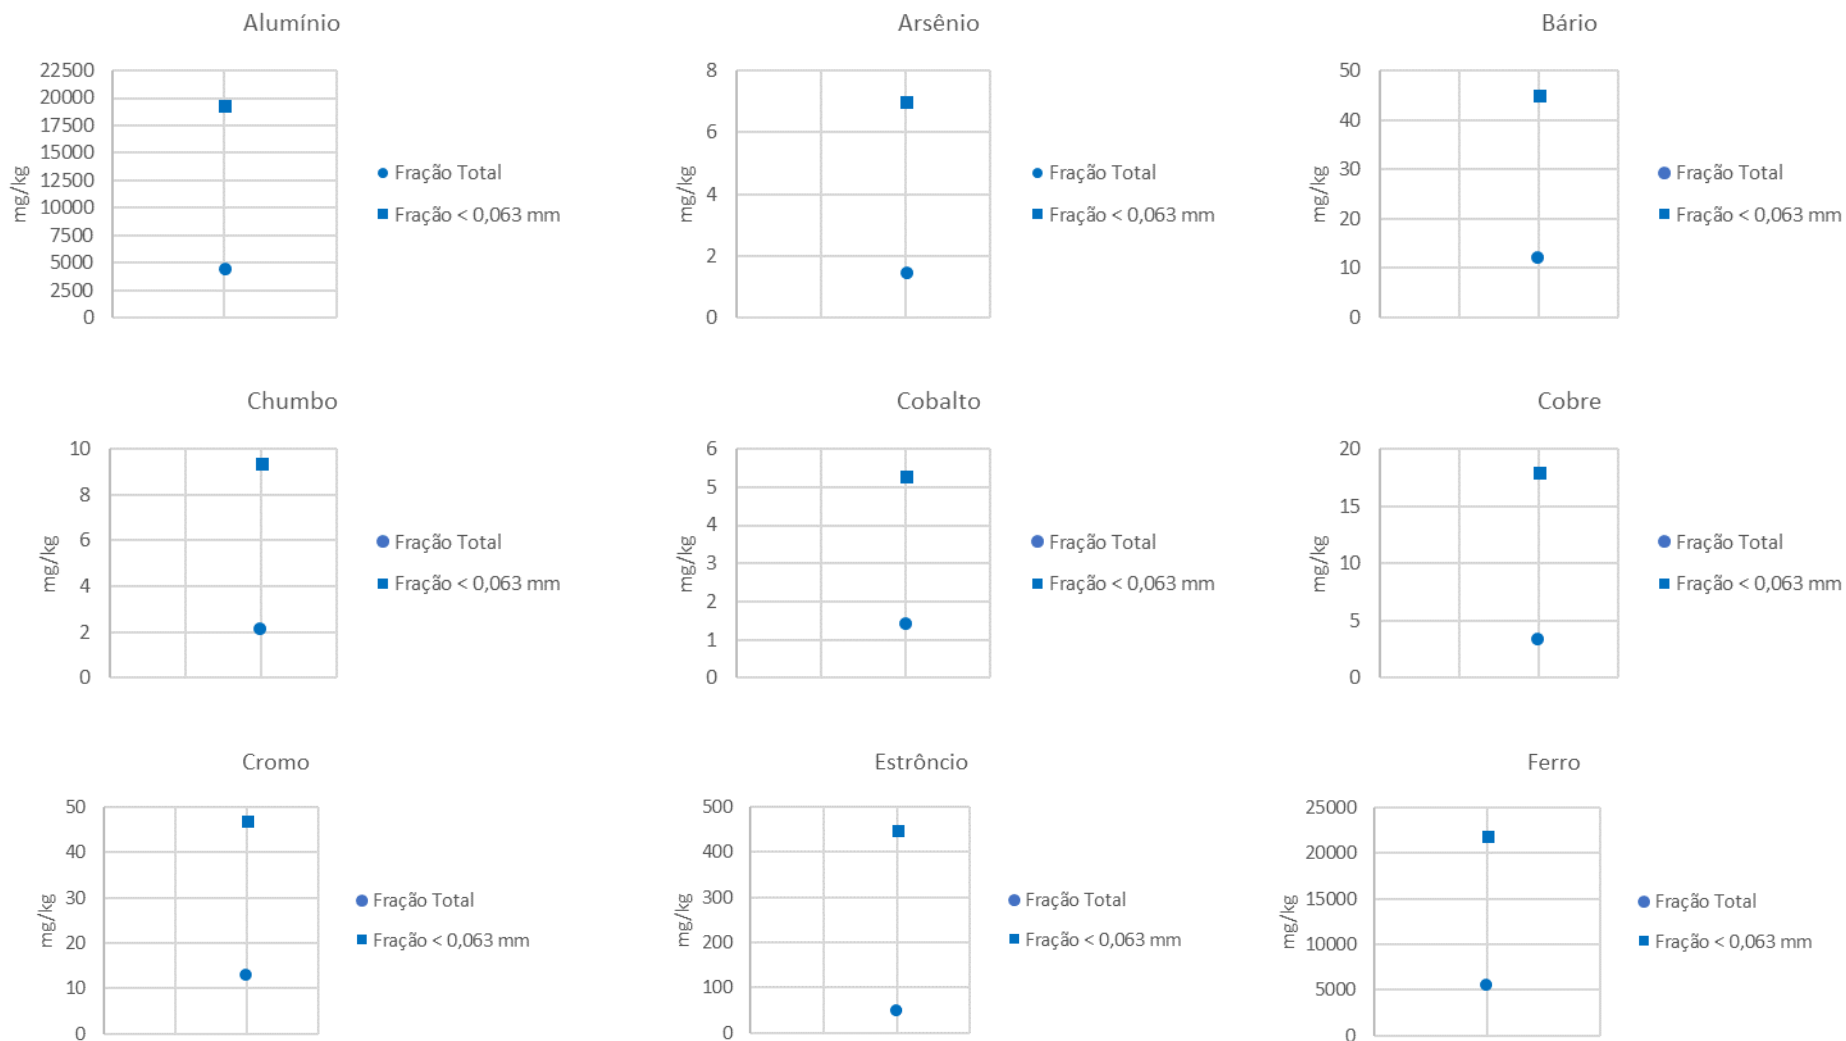 Alumínio
22500
20000
17500
15000
12500
10000
7500
5000
2500
0
mg/kg
Fração Total
Fração < 0,063 mm
Arsênio
8
6
4
2
0
mg/kg
Fração Total
Fração < 0,063 mm
Bário
50
40
30
20
10
0
mg/kg
Fração Total
Fração < 0,063 mm
Chumbo
10
8
6
4
2
0
mg/kg
Fração Total
Fração < 0,063 mm
Cobalto
6
5
4
3
2
1
0
mg/kg
Fração Total
Fração < 0,063 mm
Cobre
20
15
10
5
0
mg/kg
Fração Total
Fração < 0,063 mm
Cromo
50
40
30
20
10
0
mg/kg
Fração Total
Fração < 0,063 mm
Estrôncio
500
400
300
200
100
0
mg/kg
Fração Total
Fração < 0,063 mm
Ferro
25000
20000
15000
10000
5000
0
mg/kg
Fração Total
Fração < 0,063 mm